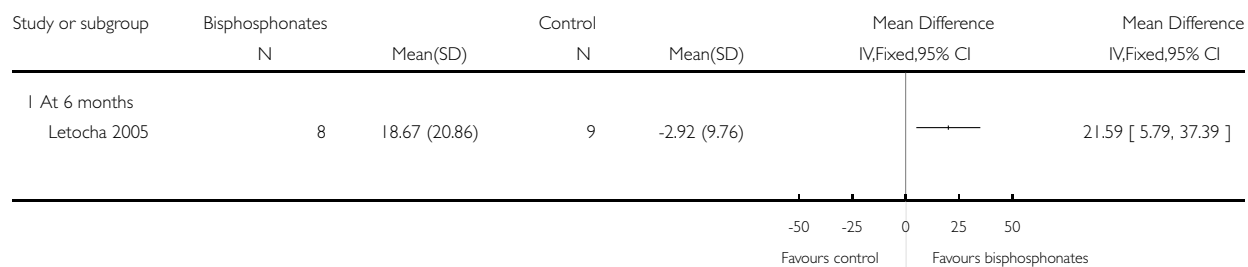 Study or subgroup Bisphosphonates Control Mean Difference Mean Difference
N Mean(SD) N Mean(SD) IV,Fixed,95% CI IV,Fixed,95% CI
1 At 6 months
Letocha 2005 8 18.67 (20.86) 9 -2.92 (9.76) 21.59 [ 5.79, 37.39 ]
-50 -25 0 25 50
Favours control Favours bisphosphonates